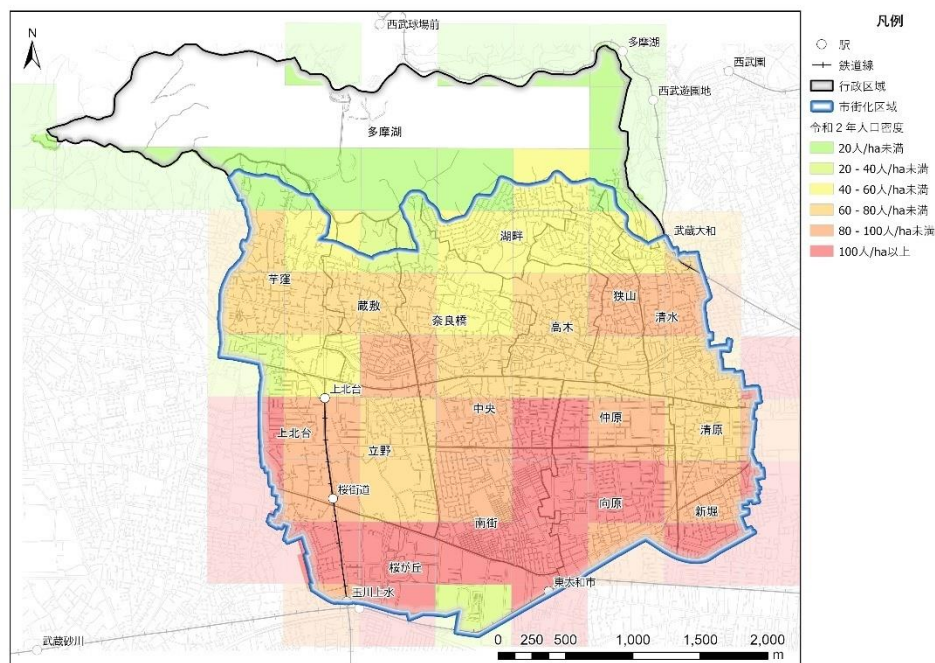 N
西武球場前
多摩湖
西武園
西武遊園地
多摩湖
武蔵大和
湖畔
芋窪
蔵敷
奈良橋
高木
狭山
清水
上北台
上北台
立野
中央
仲原
清原
桜街道
南街
向原
新堀
桜が丘
東大和市
玉川上水
武蔵砂川
0 250 500 1,000 1,500 2,000
m
凡例
駅
鉄道線
行政区域
市街化区域
令和2年人口密度
20人/ha未満
20 - 40人/ha未満
40 - 60人/ha未満
60 - 80人/ha未満
80 - 100人/ha未満
100人/ha以上